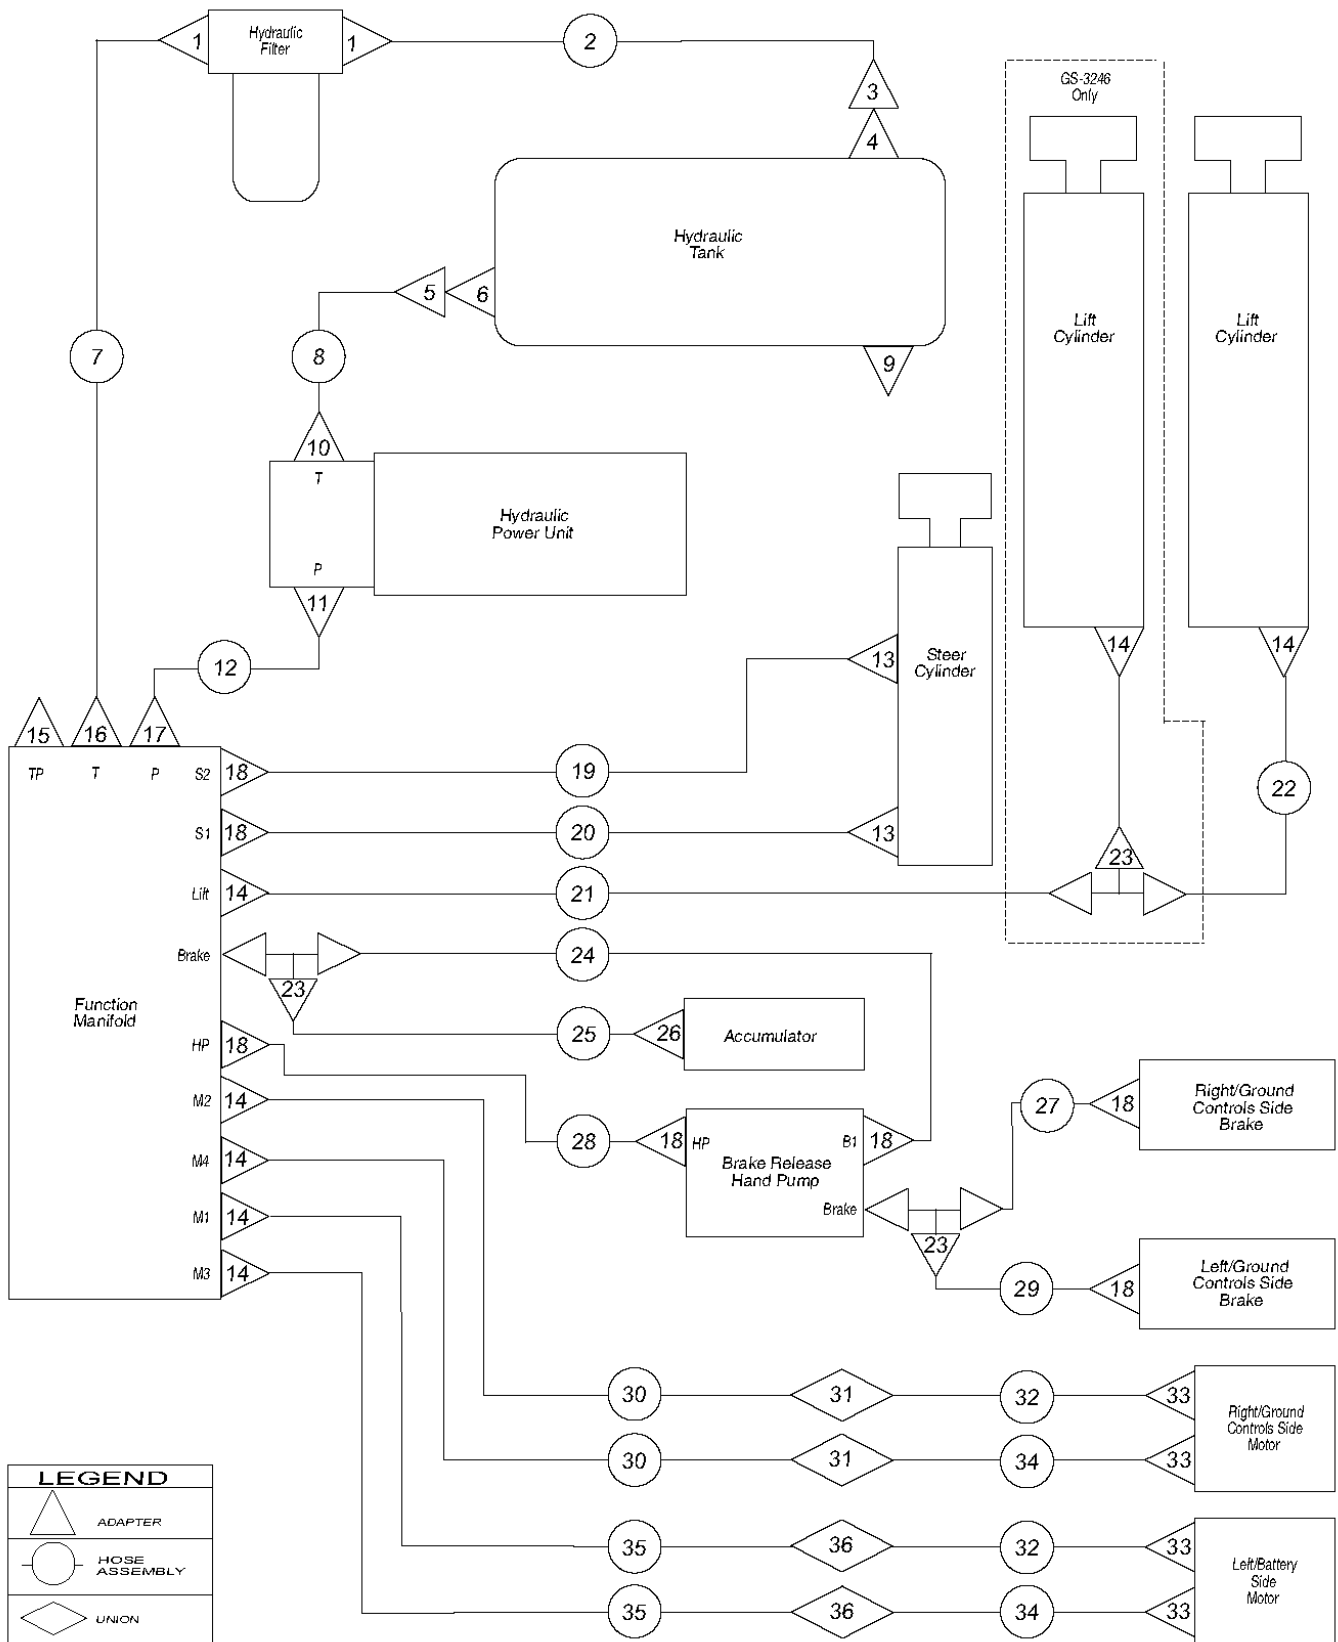 Hydraulic
Filter
1
1
2
3
4
GS-3246
Only
Hydraulic
Tank
5
6
7
8
9
Lift
Cylinder
Lift
Cylinder
10
T
Hydraulic
Power Unit
P
11
12
13
Steer
Cylinder
14
14
15
16
17
TP
T
P
S2
18
19
22
S1
18
20
13
23
Lift
14
21
Brake
24
23
Function
Manifold
25
26
Accumulator
HP
18
M2
14
27
18
Right/Ground
Controls Side
Brake
28
18
HP
B1
18
M4
14
Brake Release
Hand Pump
Brake
M1
14
23
M3
14
29
18
Left/Ground
Controls Side
Brake
30
31
32
33
Right/Ground
Controls Side
Motor
30
31
34
33
LEGEND
ADAPTER
HOSE
ASSEMBLY
UNION
35
36
32
33
Left/Battery
Side
Motor
35
36
34
33